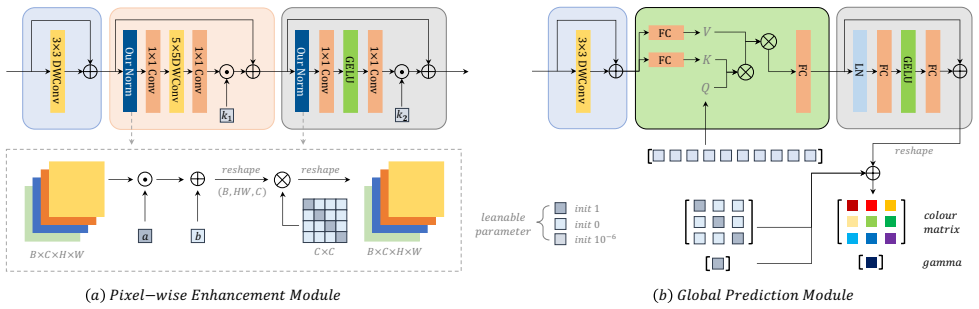 3×3 DWConv
Our Norm
1×1 Conv
5×5DWConv
1×1 Conv
k₁
Our Norm
1×1 Conv
GELU
1×1 Conv
k₂
reshape
(B,HW,C)
reshape
a
b
C×C
B×C×H×W
B×C×H×W
(a) Pixel−wise Enhancement Module
3×3 DWConv
FC
V
FC
K
Q
FC
LN
FC
GELU
FC
reshape
leanable
parameter
init 1
init 0
init 10⁻⁶
colour
matrix
gamma
(b) Global Prediction Module